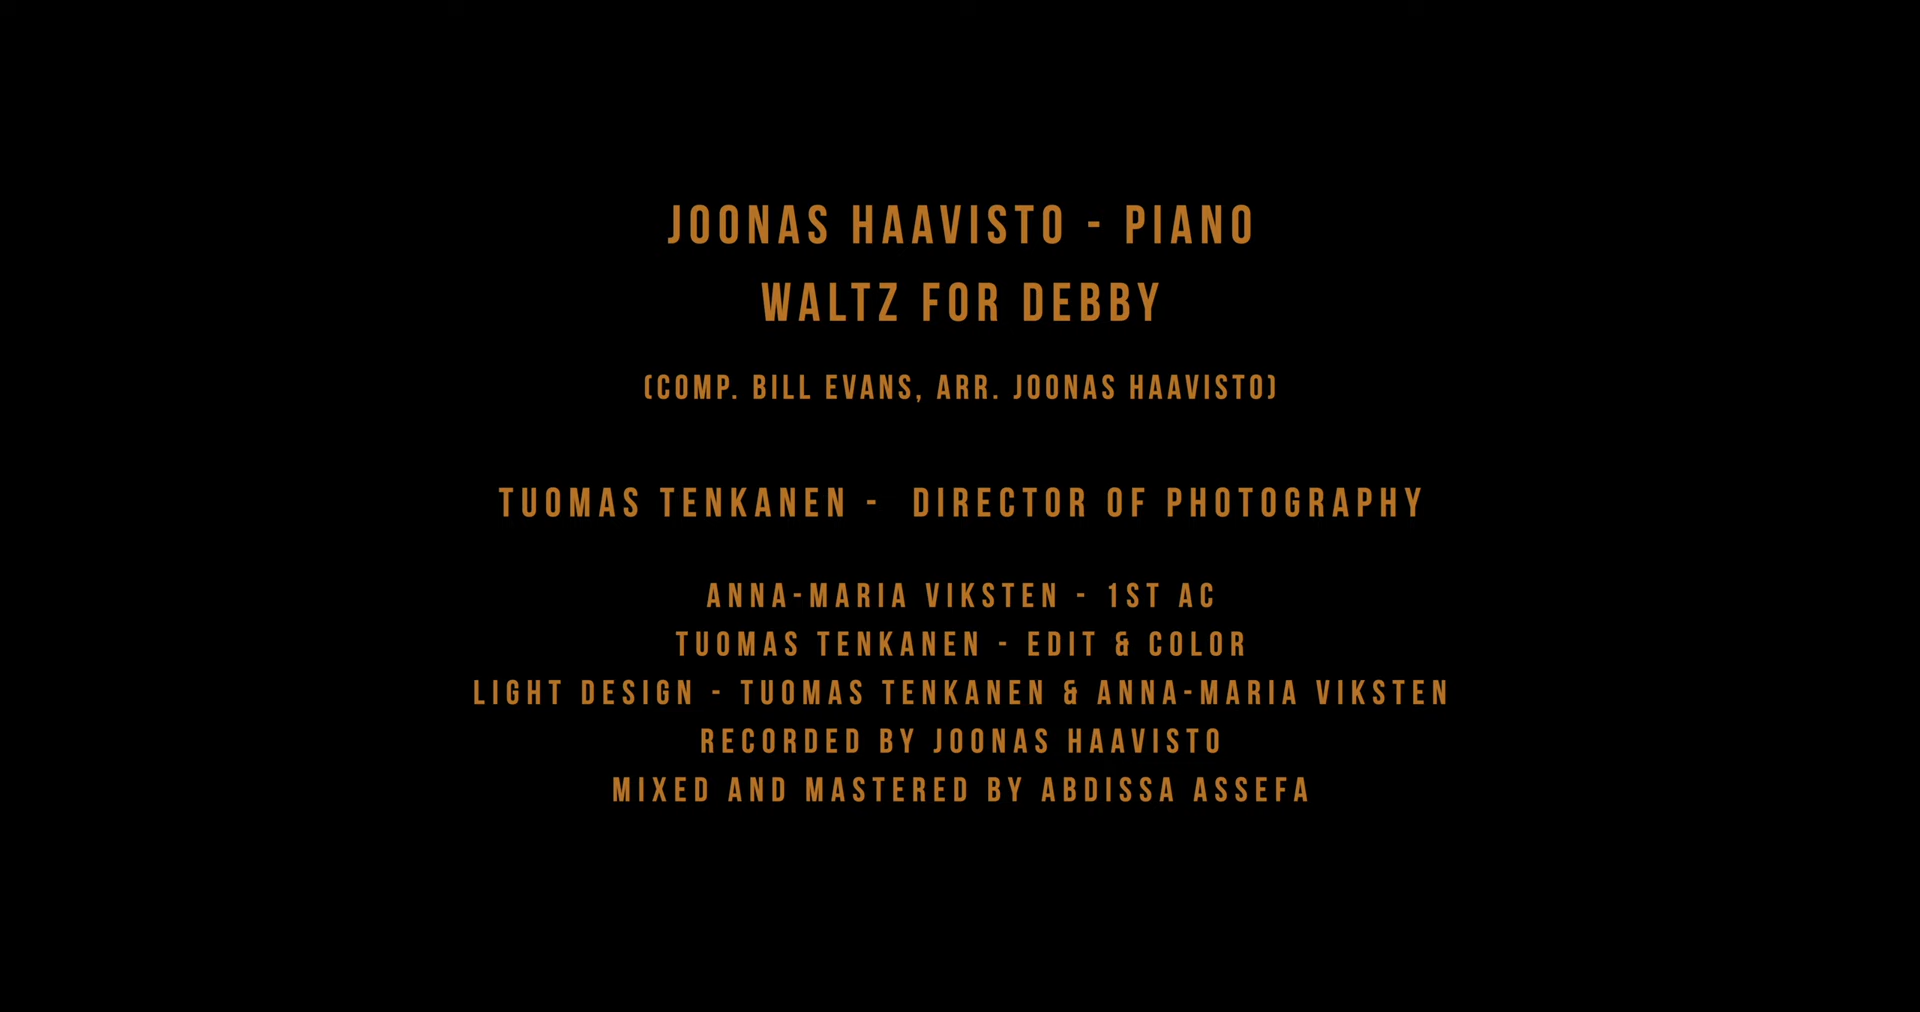 JOONAS HAAVISTO - PIANO
WALTZ FOR DEBBY
(COMP. BILL EVANS, ARR. JOONAS HAAVISTO)
TUOMAS TENKANEN - DIRECTOR OF PHOTOGRAPHY
ANNA-MARIA VIKSTEN - 1ST AC
TUOMAS TENKANEN - EDIT & COLOR
LIGHT DESIGN - TUOMAS TENKANEN & ANNA-MARIA VIKSTEN
RECORDED BY JOONAS HAAVISTO
MIXED AND MASTERED BY ABDISSA ASSEFA